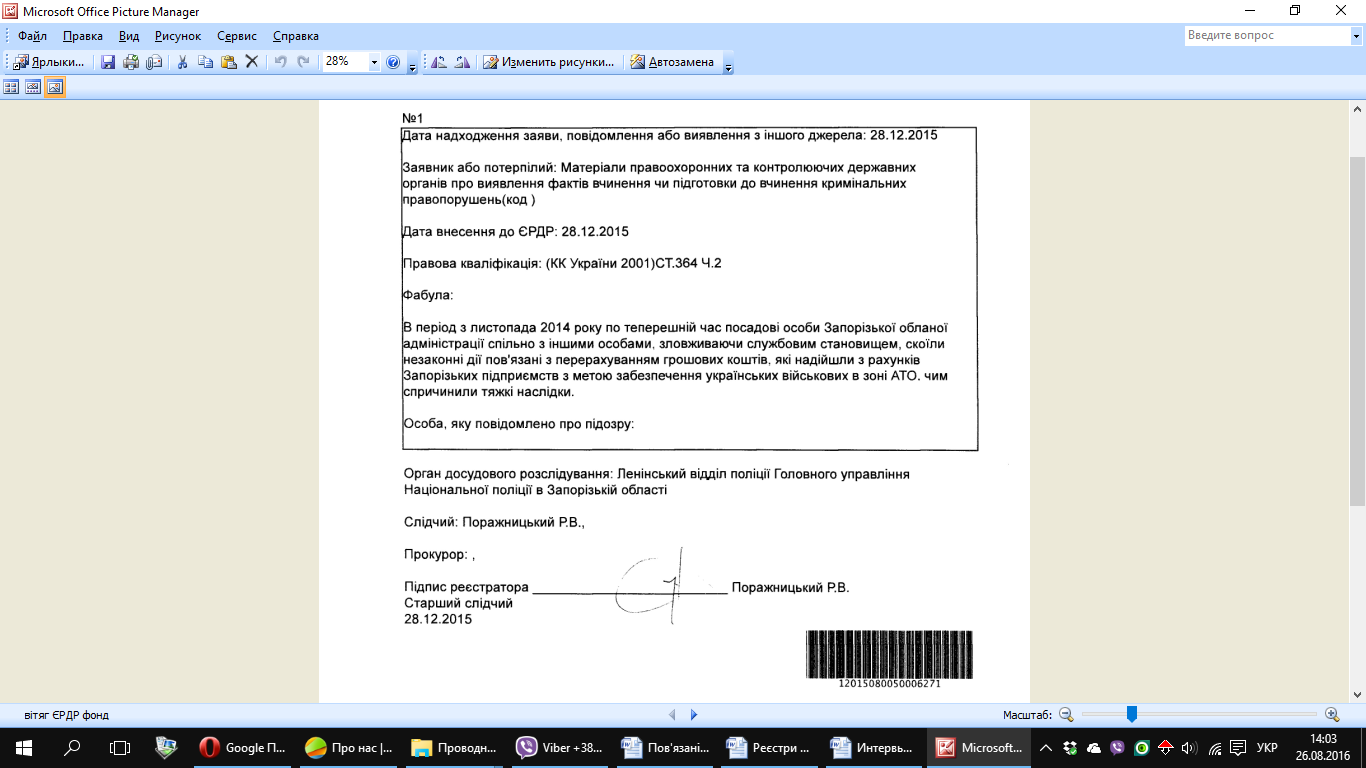 Microsoft Office Picture Manager
Файл Правка Вид Рисунок Сервис Справка
Введите вопрос
Ярлыки... 28% Изменить рисунки... Автозамена
№1
Дата надходження заяви, повідомлення або виявлення з іншого джерела: 28.12.2015
Заявник або потерпілий: Матеріали правоохоронних та контролюючих державних
органів про виявлення фактів вчинення чи підготовки до вчинення кримінальних
правопорушень(код )
Дата внесення до ЄРДР: 28.12.2015
Правова кваліфікація: (КК України 2001)СТ.364 Ч.2
Фабула:
В період з листопада 2014 року по теперешній час посадові особи Запорізької обланої
адміністрації спільно з іншими особами, зловживаючи службовим становищем, скоїли
незаконні дії пов'язані з перерахуванням грошових коштів, які надійшли з рахунків
Запорізьких підприємств з метою забезпечення українських військових в зоні АТО. чим
спричинили тяжкі наслідки.
Особа, яку повідомлено про підозру:
Орган досудового розслідування: Ленінський відділ поліції Головного управління
Національної поліції в Запорізькій області
Слідчий: Поражницький Р.В.,
Прокурор: ,
Підпис реєстратора Поражницький Р.В.
Старший слідчий
28.12.2015
12015080050006271
вітяг ЄРДР фонд
Масштаб:
Google П... Про нас |... Проводн... Viber +38... Пов'язані... Реестри ... Интервь... Microsoft... УКР
14:03
26.08.2016